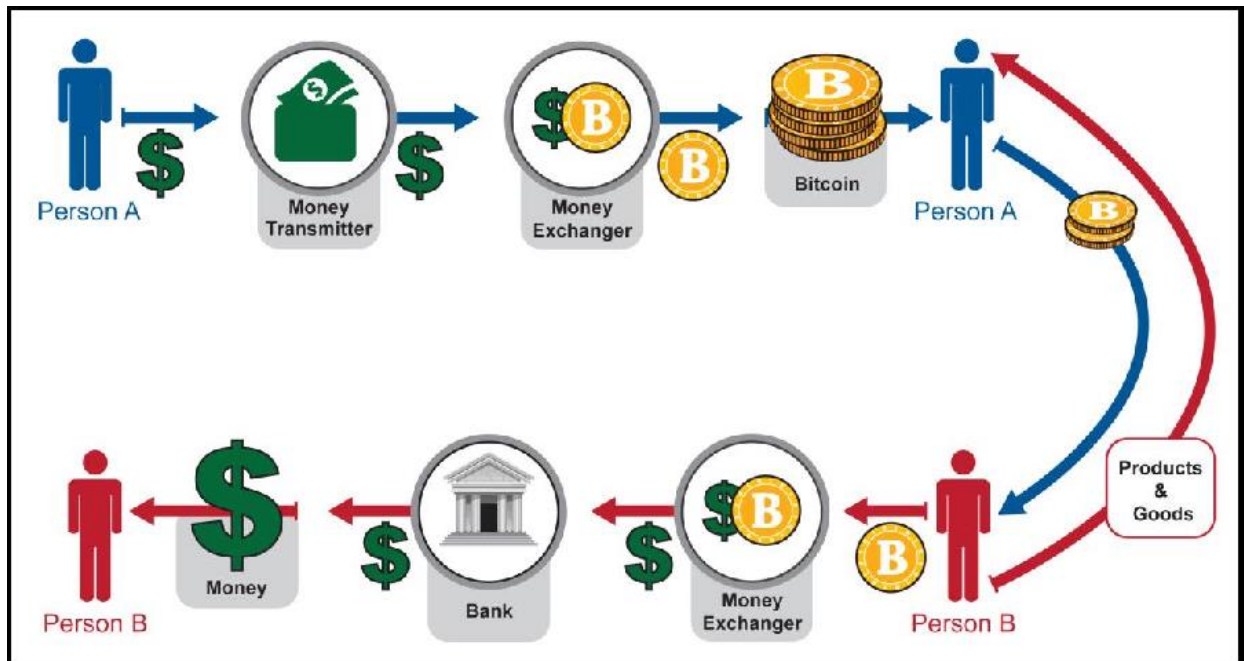 Person A
Money
Transmitter
Money
Exchanger
Bitcoin
Person A
Products
&
Goods
Person B
Money
Bank
Money
Exchanger
Person B